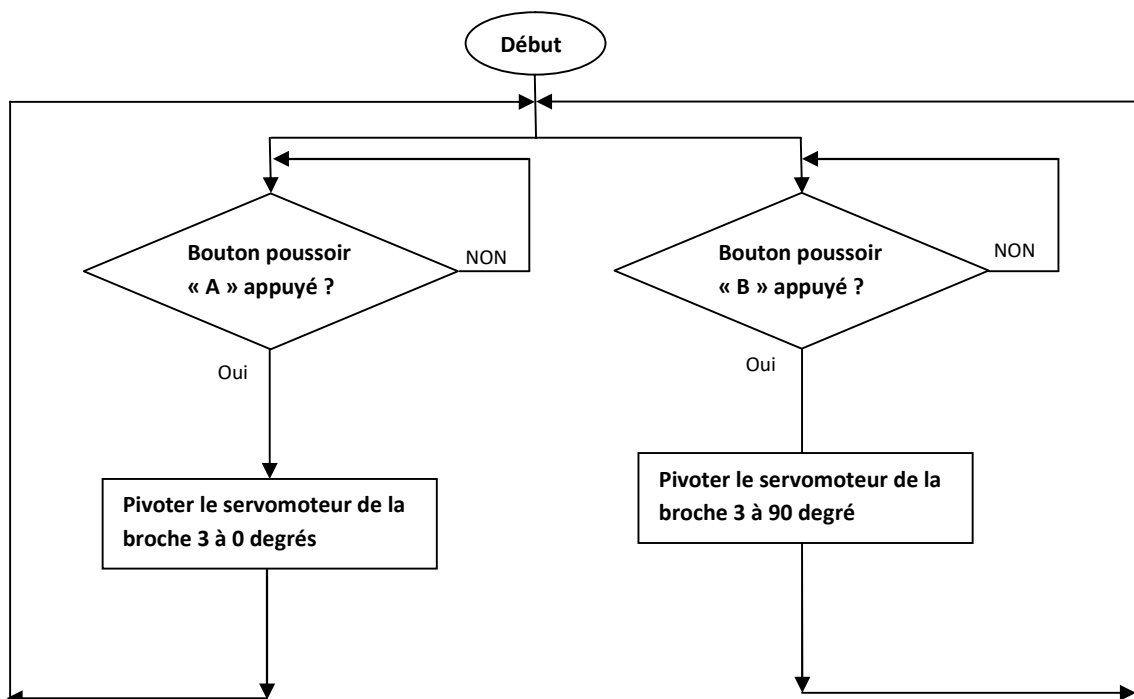 Début
Bouton poussoir
« A » appuyé ?
NON
Oui
Pivoter le servomoteur de la
broche 3 à 0 degrés
Bouton poussoir
« B » appuyé ?
NON
Oui
Pivoter le servomoteur de la
broche 3 à 90 degré